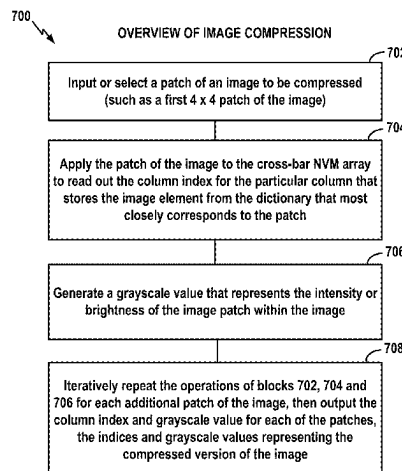 700
OVERVIEW OF IMAGE COMPRESSION
702
Input or select a patch of an image to be compressed
(such as a first 4 x 4 patch of the image)
704
Apply the patch of the image to the cross-bar NVM array
to read out the column index for the particular column that
stores the image element from the dictionary that most
closely corresponds to the patch
706
Generate a grayscale value that represents the intensity or
brightness of the image patch within the image
708
Iteratively repeat the operations of blocks 702, 704 and
706 for each additional patch of the image, then output the
column index and grayscale value for each of the patches,
the indices and grayscale values representing the
compressed version of the image